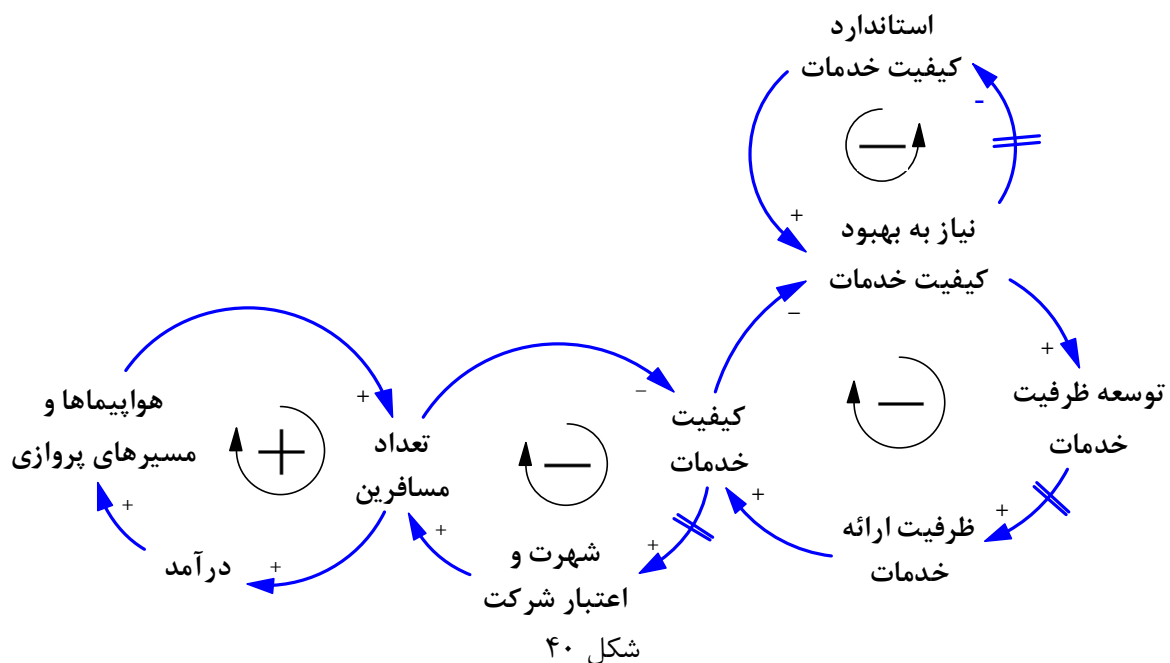 استاندارد
کیفیت خدمات
-
—
+
نیاز به بهبود
کیفیت خدمات
–
+
توسعه ظرفیت
خدمات
—
+
ظرفیت ارائه
خدمات
+
کیفیت
خدمات
–
—
+
شهرت و
اعتبار شرکت
+
تعداد
مسافرین
+
+
+
درآمد
+
هواپیماها و
مسیرهای پروازی
شکل ۴۰